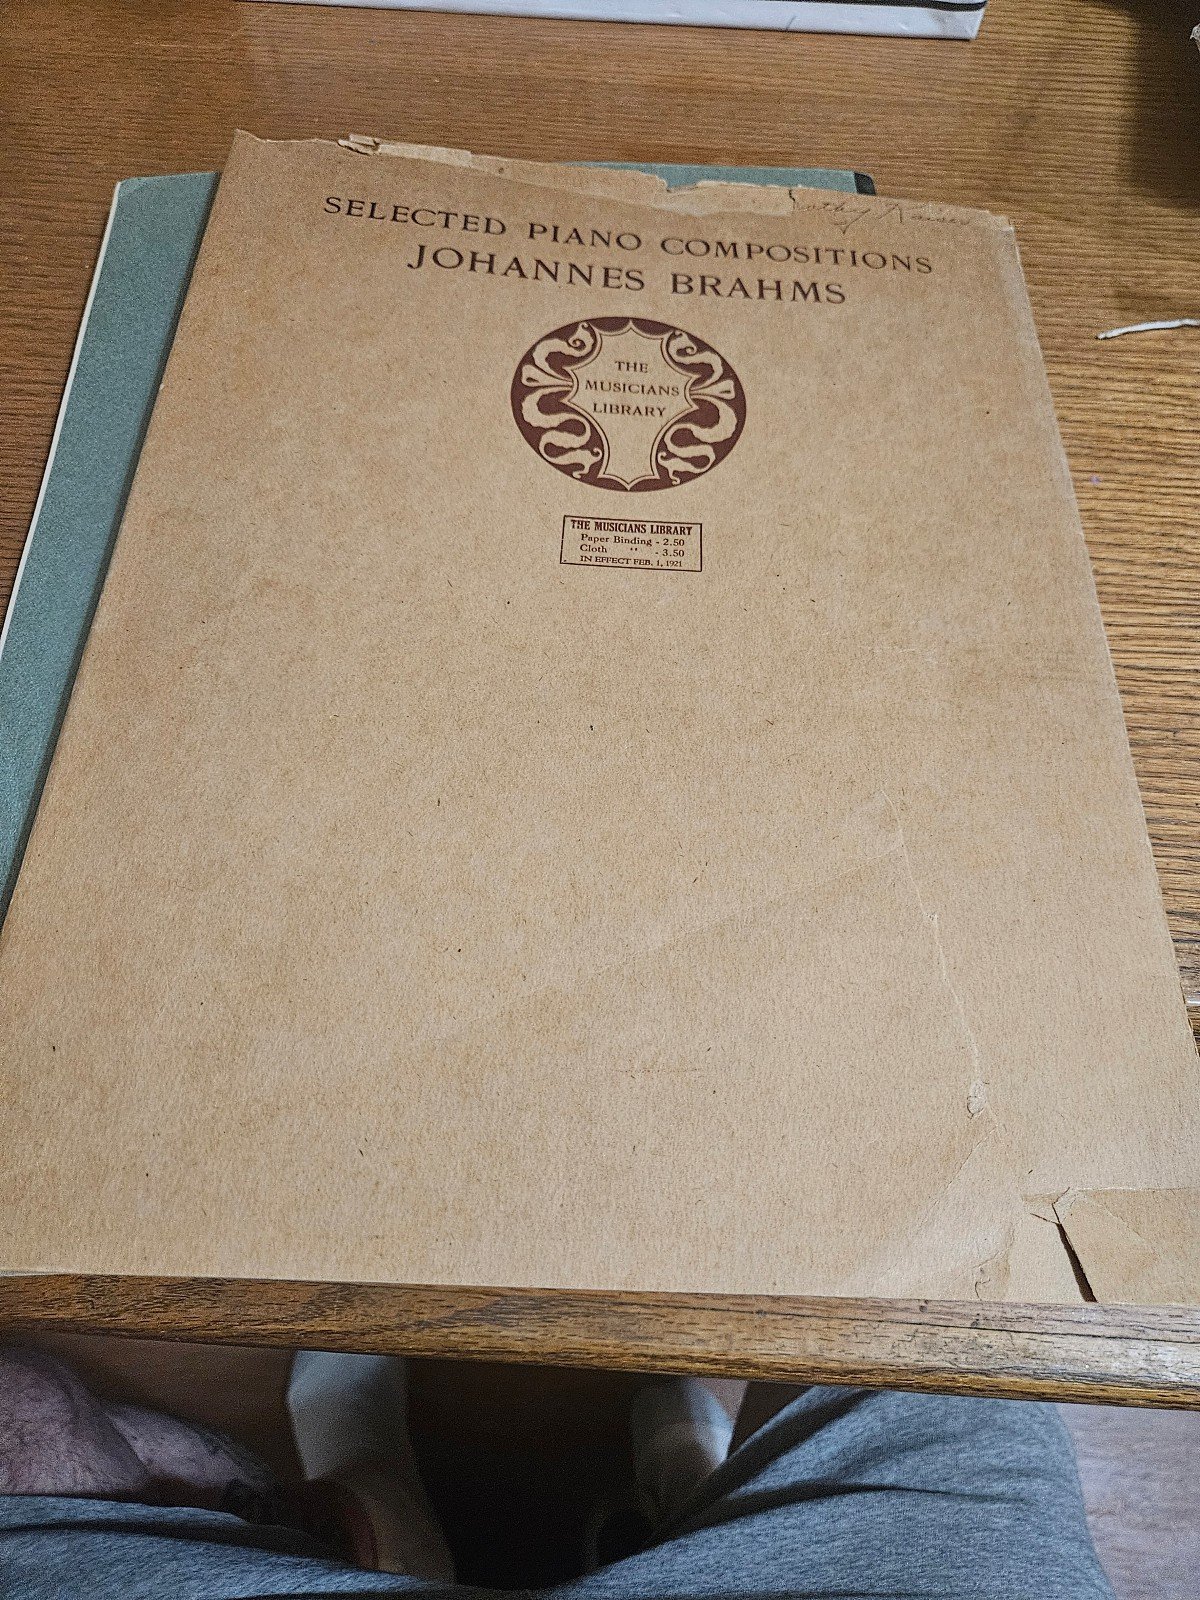 SELECTED PIANO COMPOSITIONS
JOHANNES BRAHMS
THE
MUSICIANS
LIBRARY
THE MUSICIANS LIBRARY
Paper Binding - 2.50
Cloth " - 3.50
IN EFFECT FEB. 1, 1921